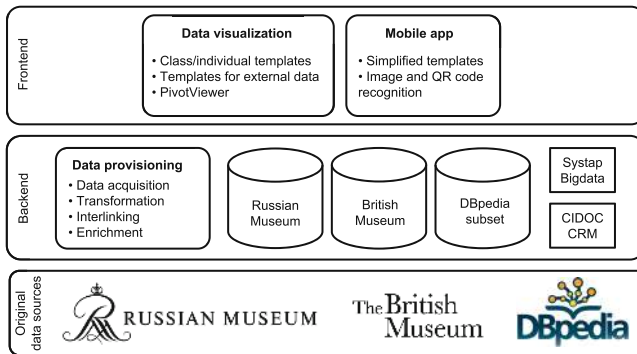 Frontend
Data visualization
• Class/individual templates
• Templates for external data
• PivotViewer
Mobile app
• Simplified templates
• Image and QR code
recognition
Backend
Data provisioning
• Data acquisition
• Transformation
• Interlinking
• Enrichment
Russian
Museum
British
Museum
DBpedia
subset
Systap
Bigdata
CIDOC
CRM
Original
data sources
RUSSIAN MUSEUM
The British
Museum
DBpedia